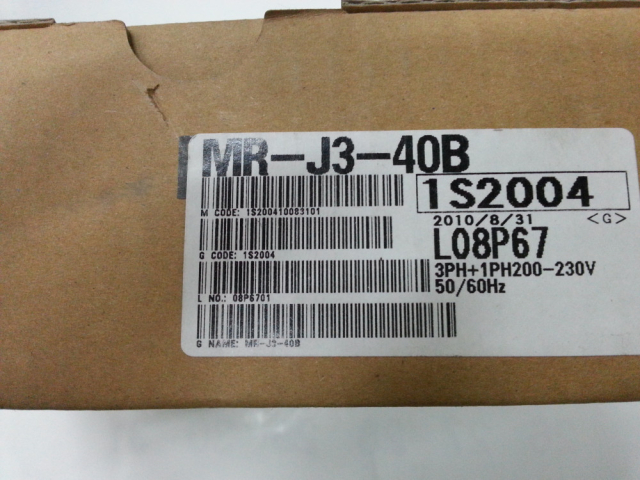 MR-J3-40B
1S2004
M CODE: 1S200410083101
2010/8/31 <G>
L08P67
G CODE: 1S2004
3PH+1PH200-230V
50/60Hz
L NO.: 08P6701
G NAME: MR-J3-40B